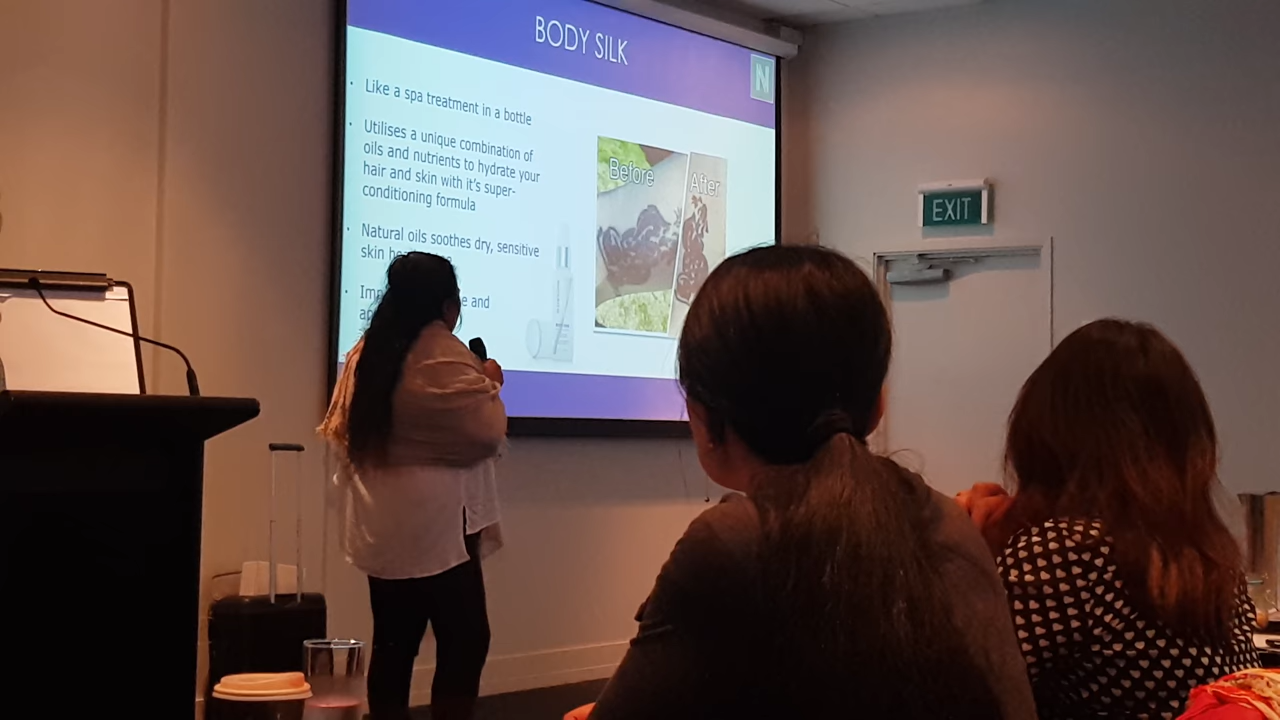 BODY SILK
N
Like a spa treatment in a bottle
Utilises a unique combination of
oils and nutrients to hydrate your
hair and skin with it's super-
conditioning formula
Natural oils soothes dry, sensitive
skin
and
Before
After
EXIT